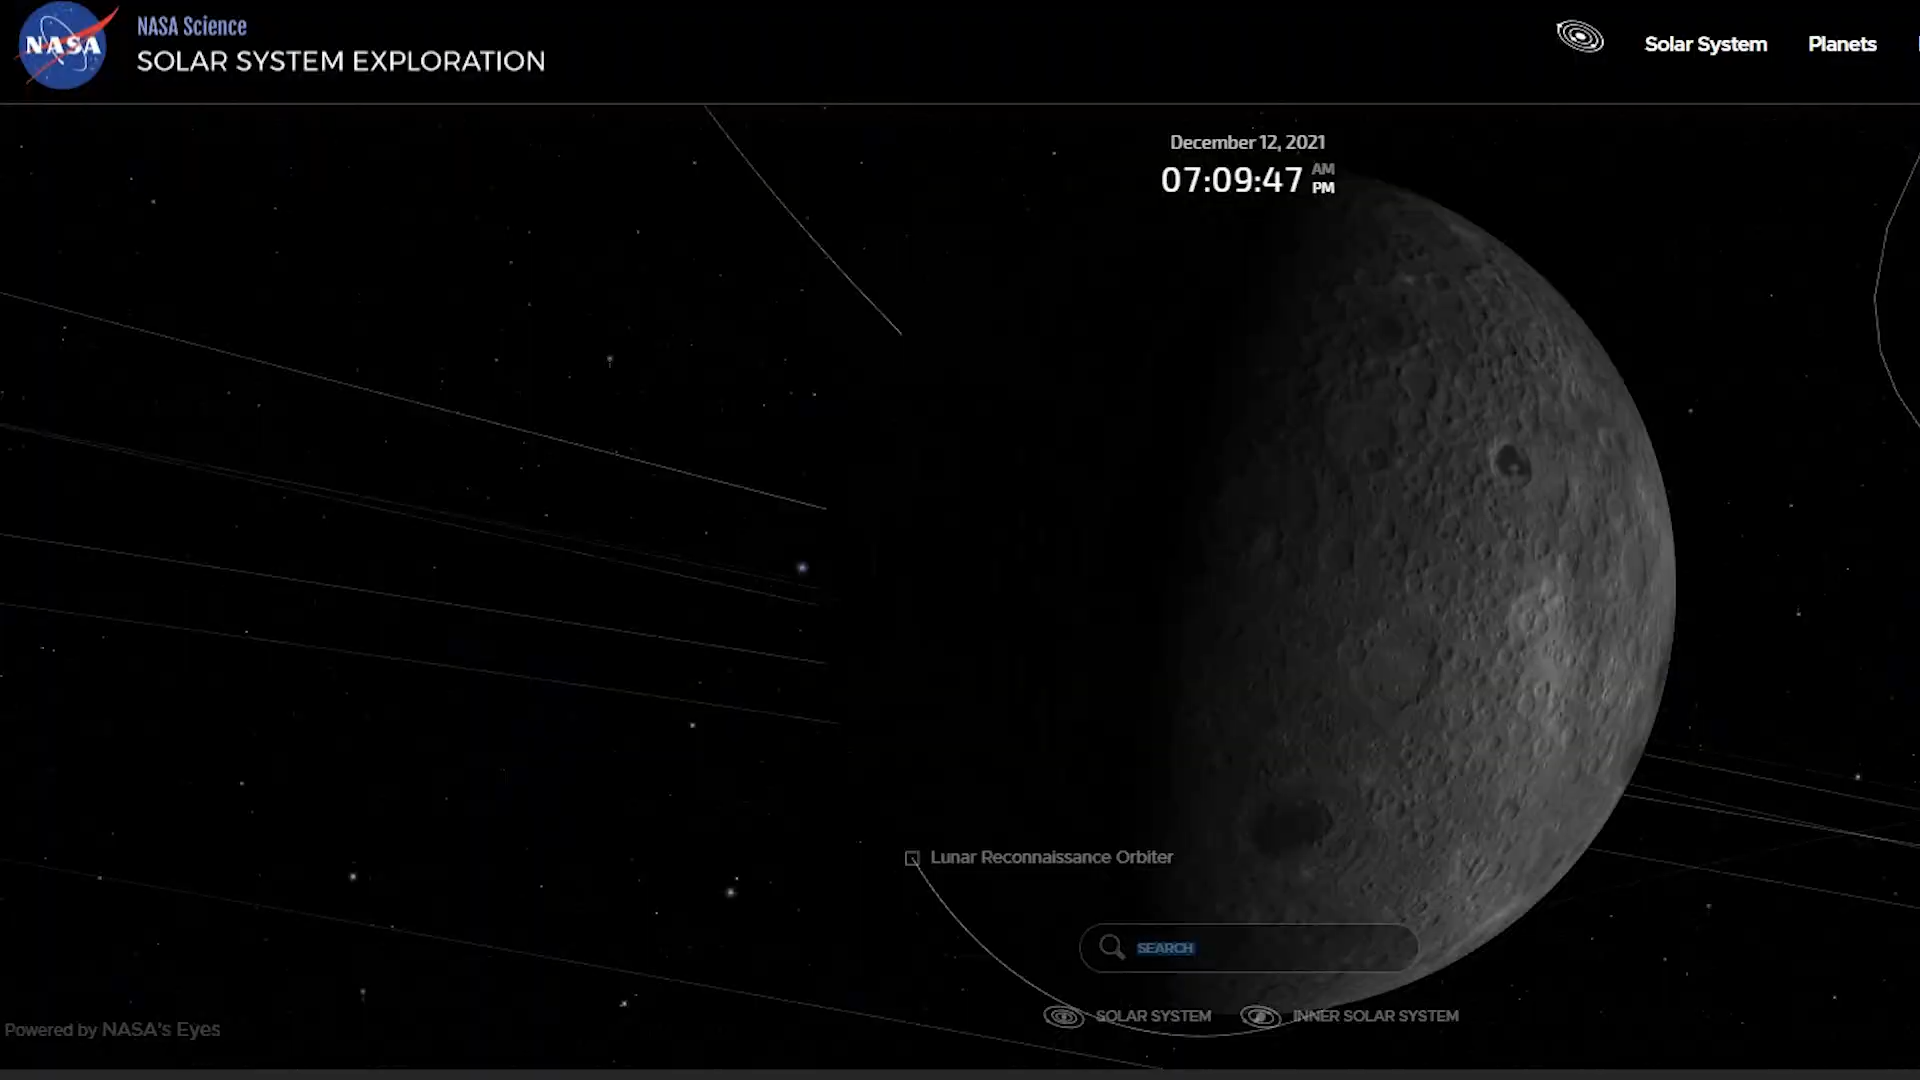 NASA
NASA Science
SOLAR SYSTEM EXPLORATION
Solar System
Planets
December 12, 2021
07:09:47 AM PM
Lunar Reconnaissance Orbiter
SEARCH
SOLAR SYSTEM
INNER SOLAR SYSTEM
Powered by NASA's Eyes